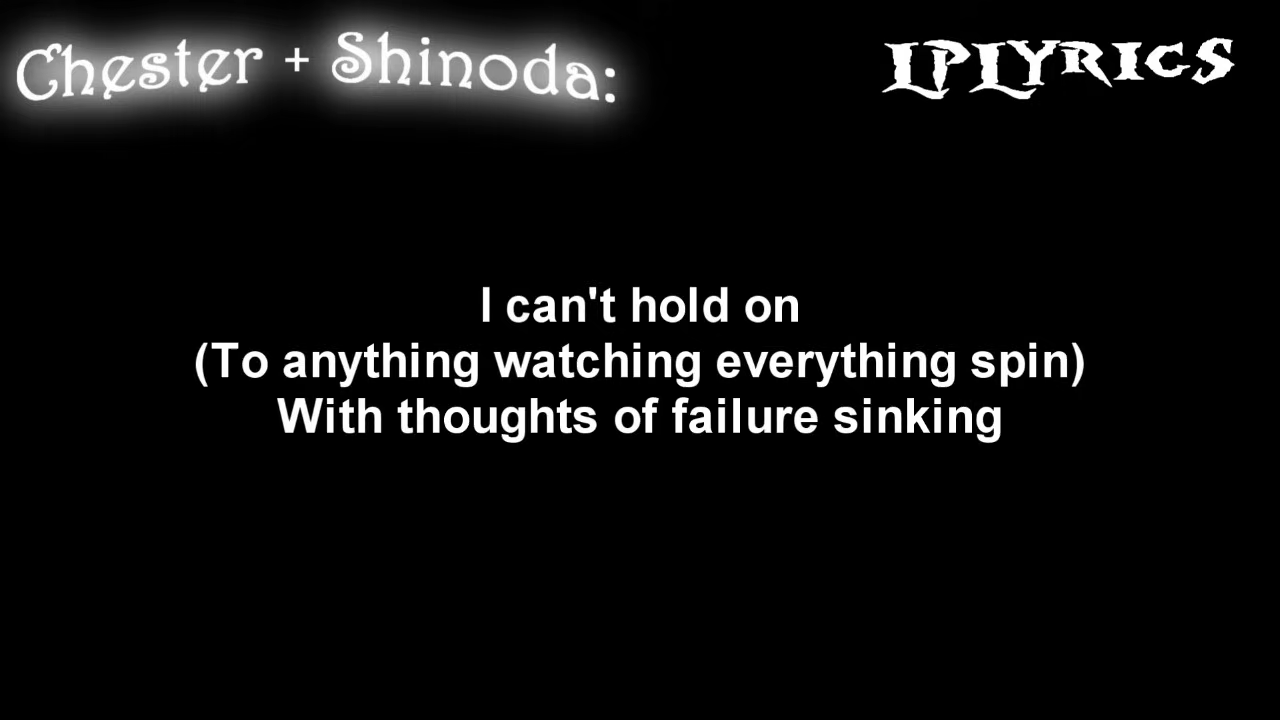 Chester + Shinoda:
LPLYRICS
I can't hold on
(To anything watching everything spin)
With thoughts of failure sinking